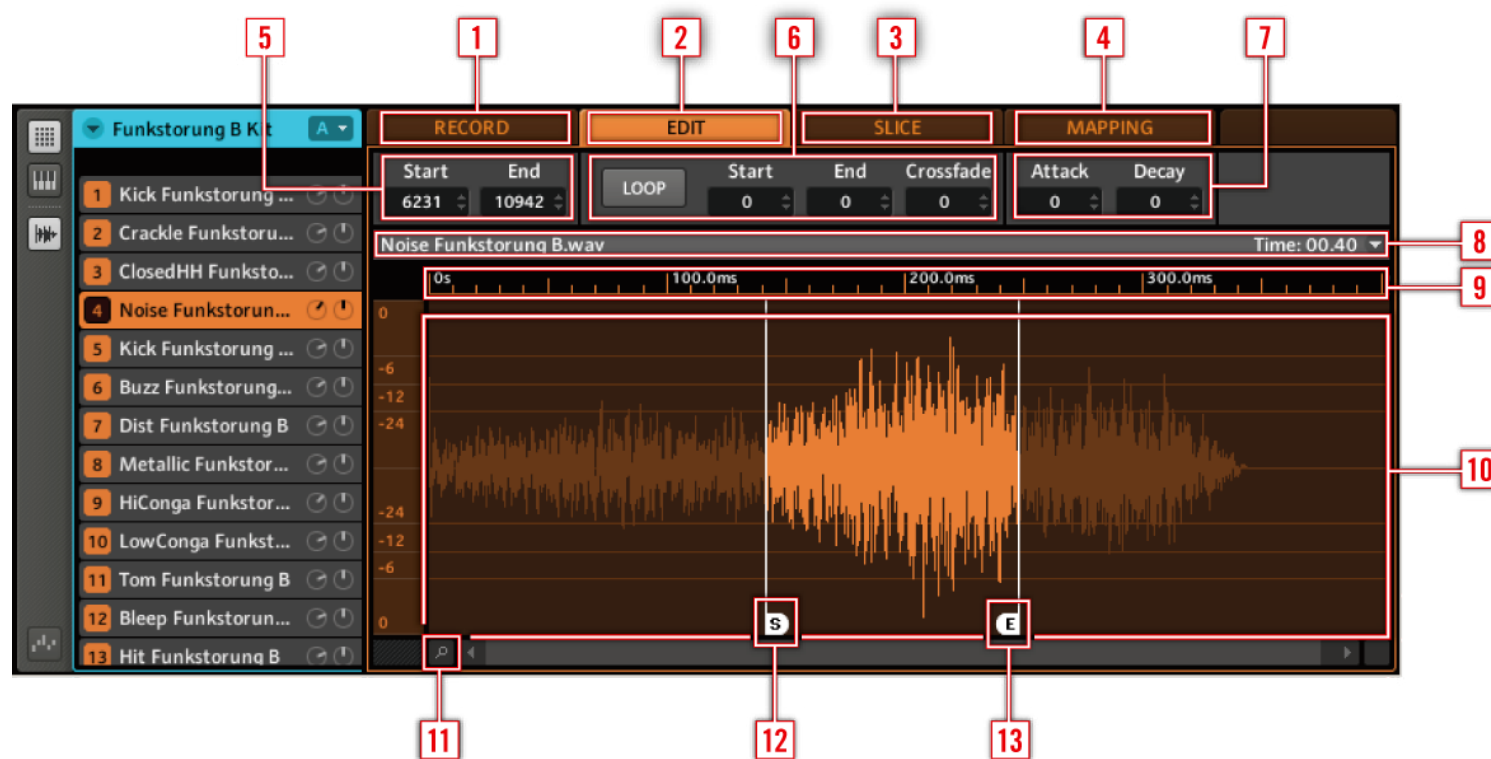 5 1 2 6 3 4 7
Funkstorung B Kit A RECORD EDIT SLICE MAPPING
Start End LOOP Start End Crossfade Attack Decay
6231 10942 0 0 0 0 0
Noise Funkstorung B.wav Time: 00.40 8
0s 100.0ms 200.0ms 300.0ms 9
1 Kick Funkstorung ...
2 Crackle Funkstoru...
3 ClosedHH Funksto...
4 Noise Funkstorun...
5 Kick Funkstorung ...
6 Buzz Funkstorung...
7 Dist Funkstorung B
8 Metallic Funkstor...
9 HiConga Funkstor...
10 LowConga Funkst...
11 Tom Funkstorung B
12 Bleep Funkstorun...
13 Hit Funkstorung B
0
-6
-12
-24
-24
-12
-6
0
10
S E
11 12 13